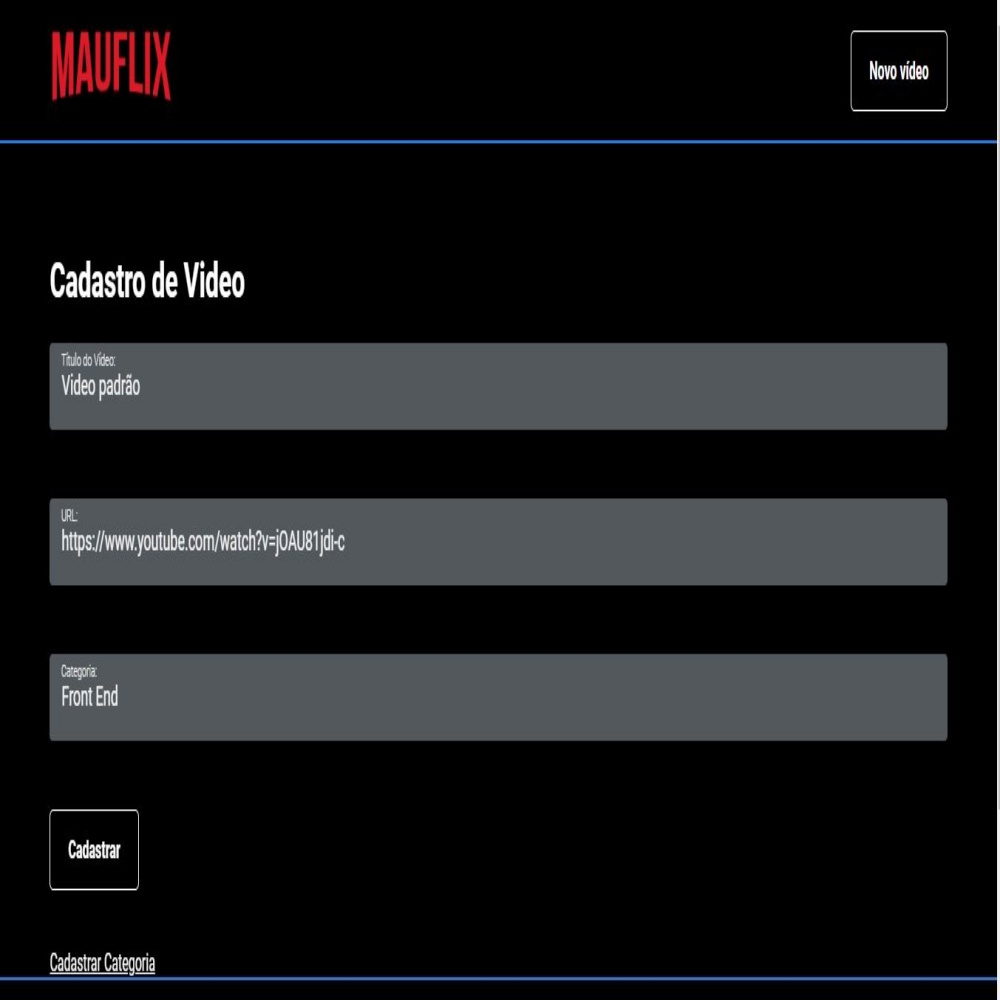 MAUFLIX
Novo vídeo
Cadastro de Video
Título do Vídeo:
Video padrão
URL:
https://www.youtube.com/watch?v=jOAU81jdi-c
Categoria:
Front End
Cadastrar
Cadastrar Categoria